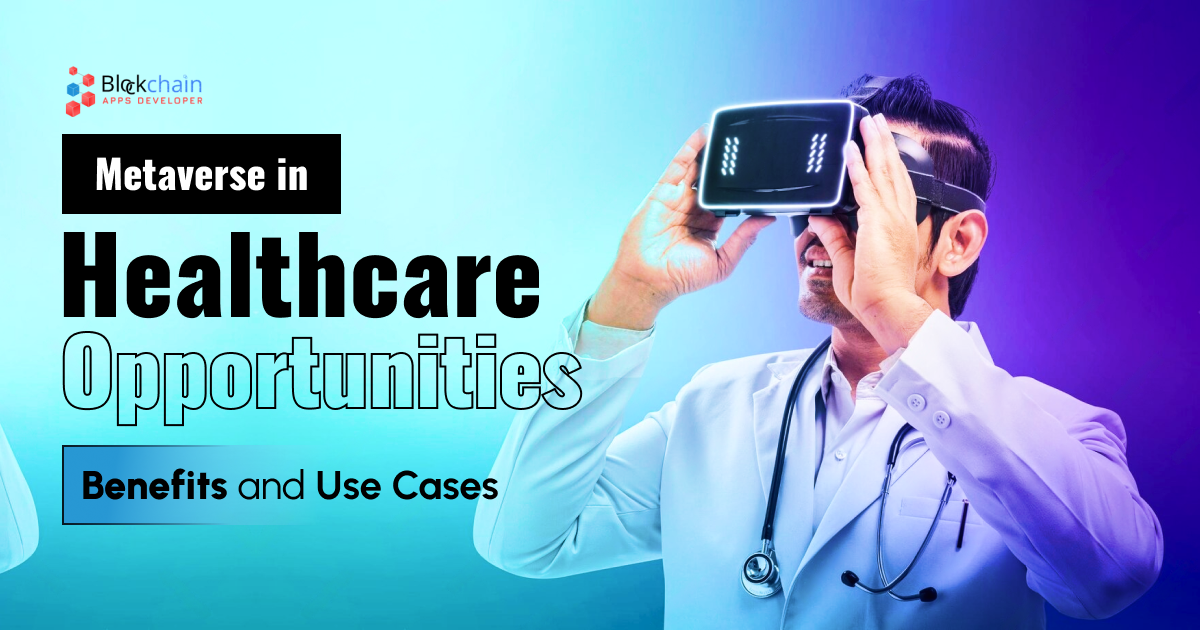 Blockchain
APPS DEVELOPER
Metaverse in
Healthcare
Opportunities
Benefits and Use Cases